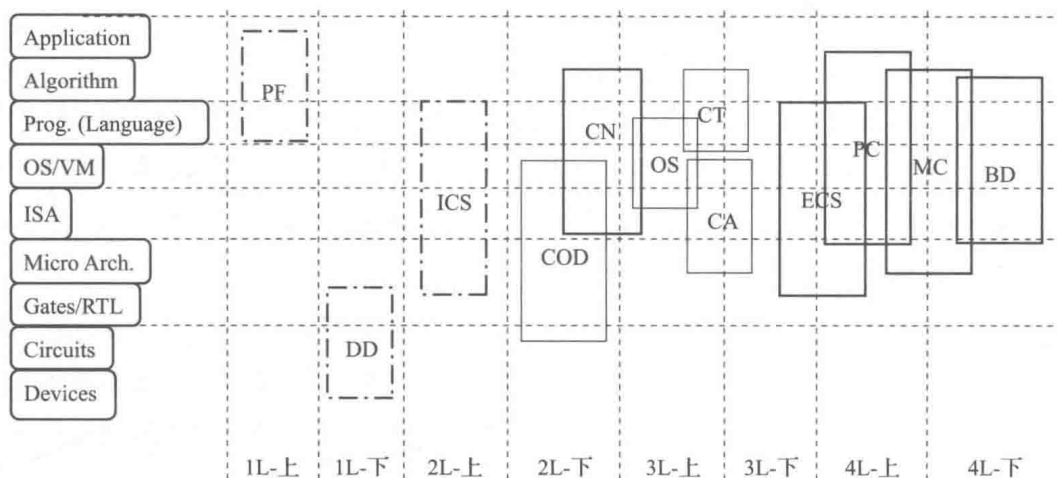 Application
Algorithm
Prog. (Language)
OS/VM
ISA
Micro Arch.
Gates/RTL
Circuits
Devices
PF
DD
ICS
COD
CN
OS
CT
CA
ECS
PC
MC
BD
1L-上
1L-下
2L-上
2L-下
3L-上
3L-下
4L-上
4L-下